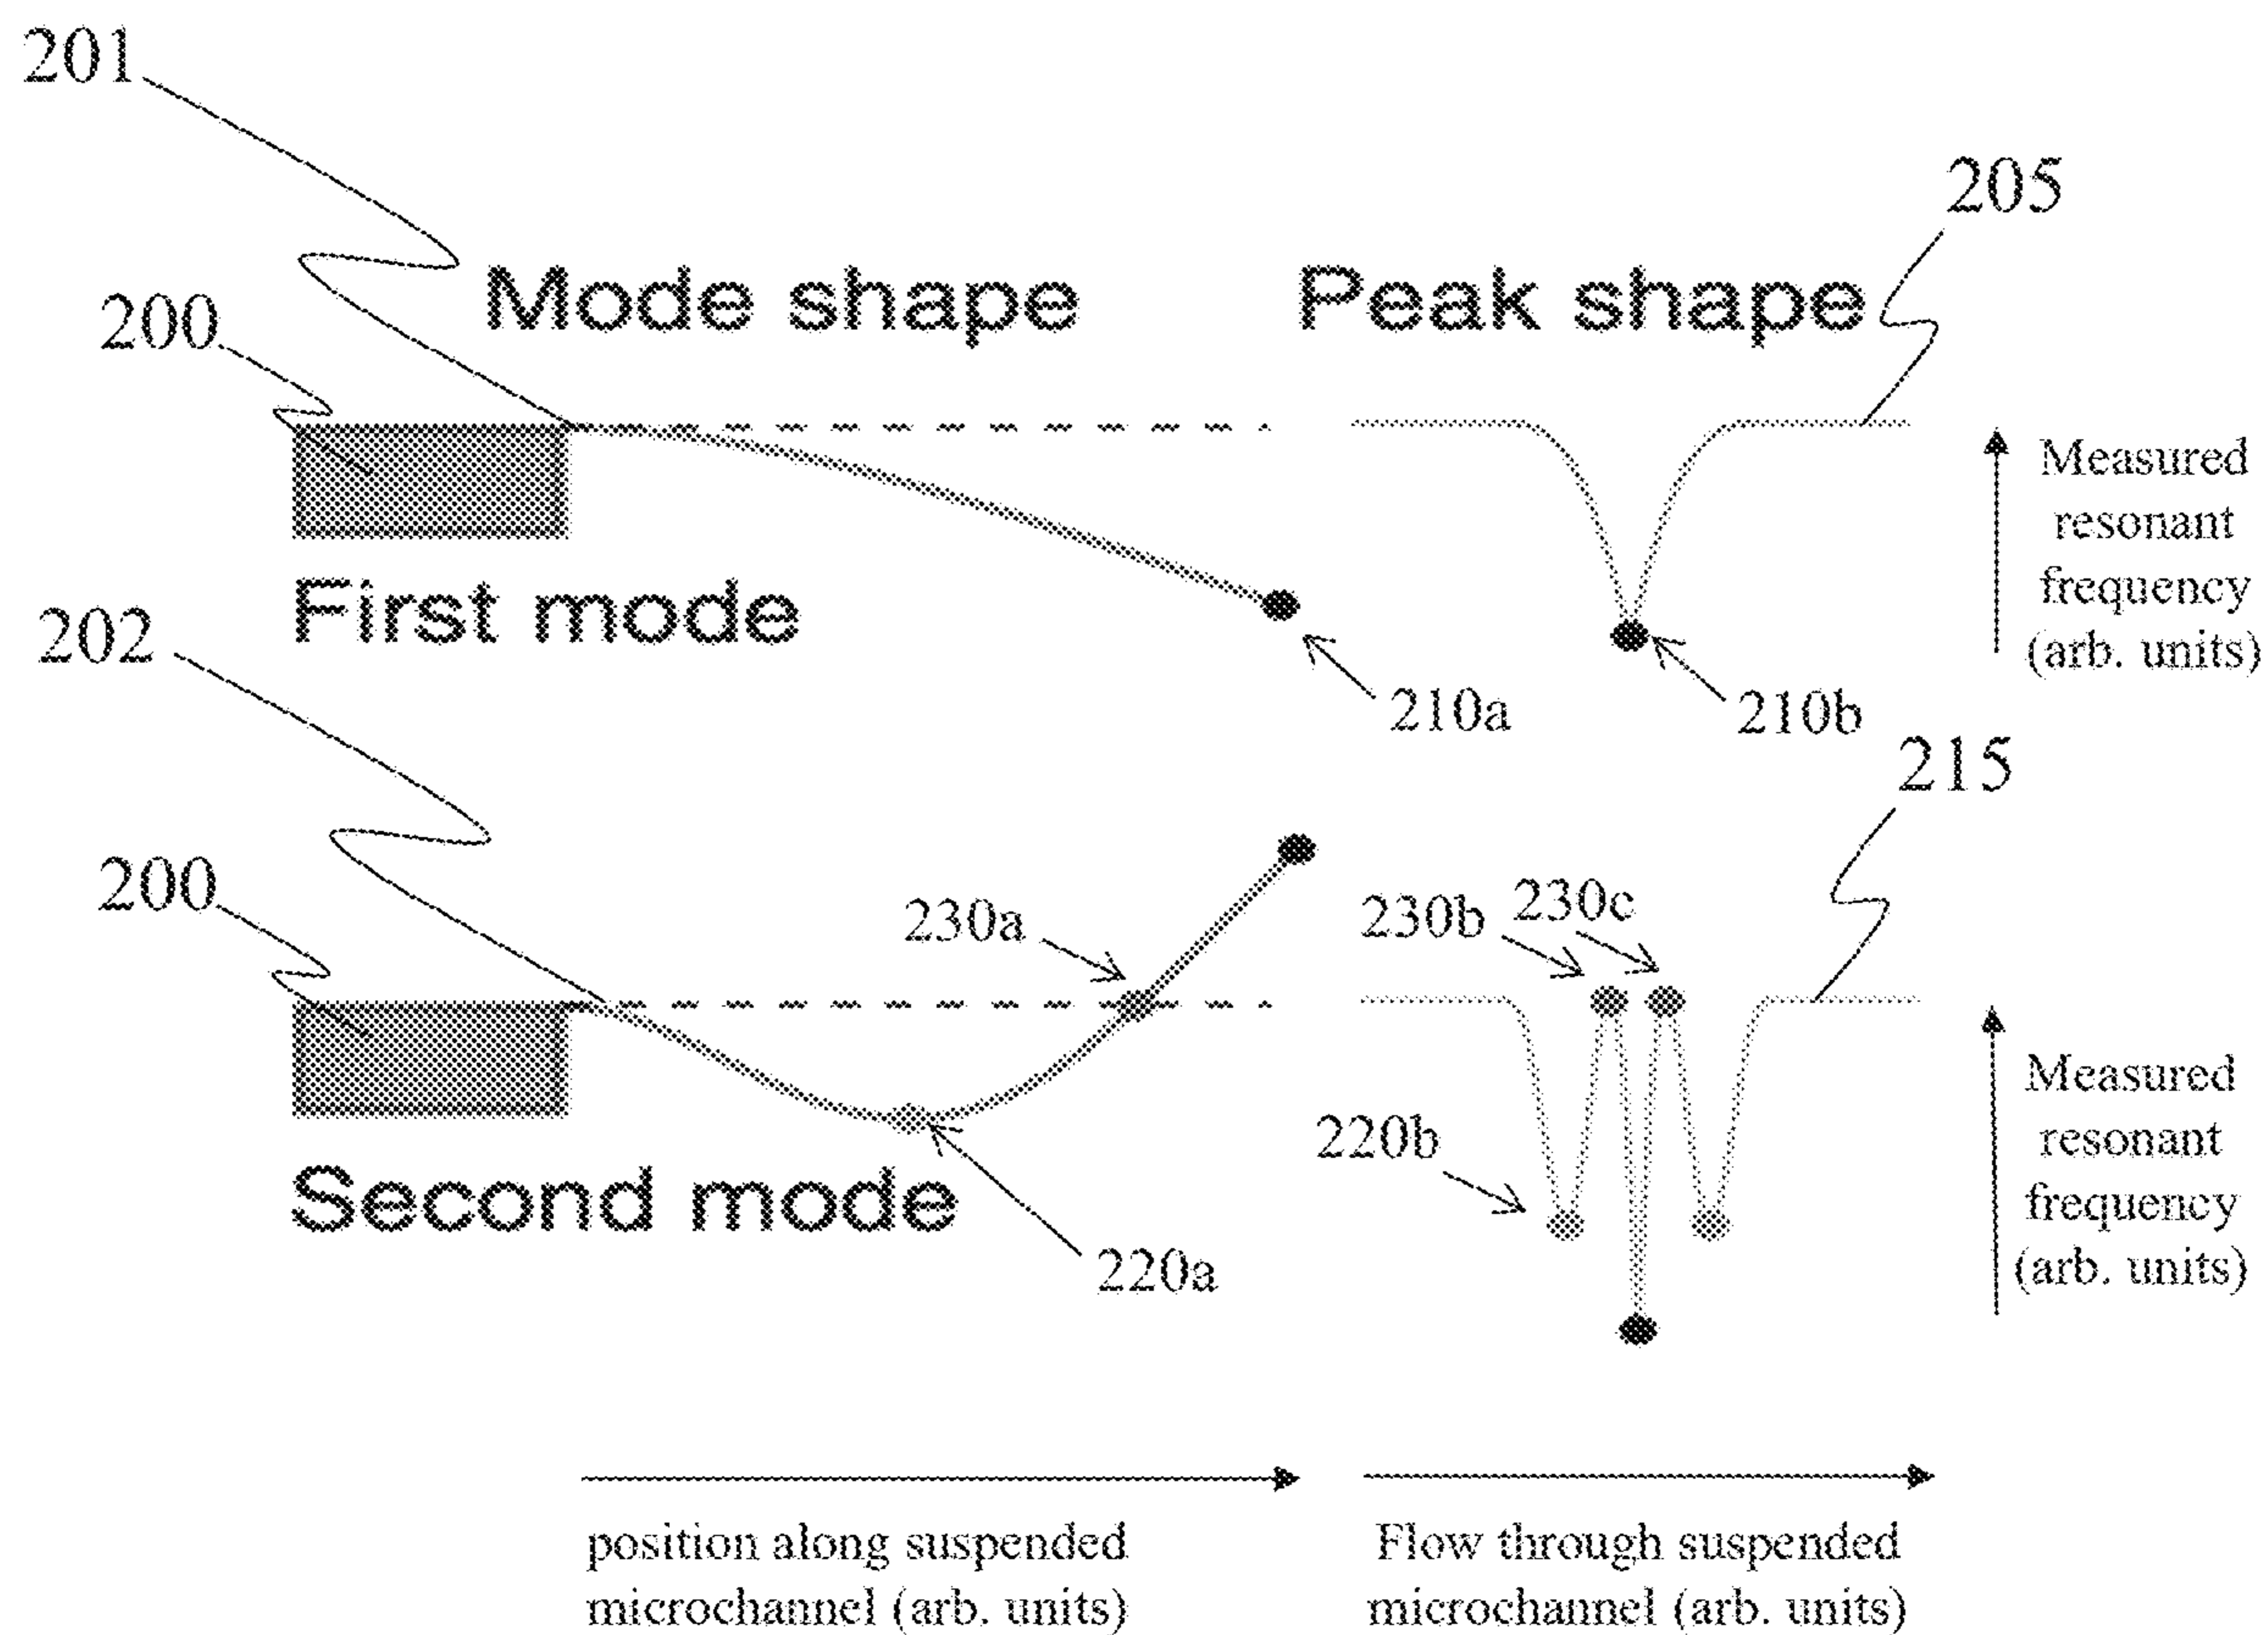 201
205
Mode shape
Peak shape
200
Measured
resonant
frequency
(arb. units)
First mode
202
210a
210b
215
200
230a
230b
230c
Measured
resonant
frequency
(arb. units)
220b
Second mode
220a
position along suspended
microchannel (arb. units)
Flow through suspended
microchannel (arb. units)